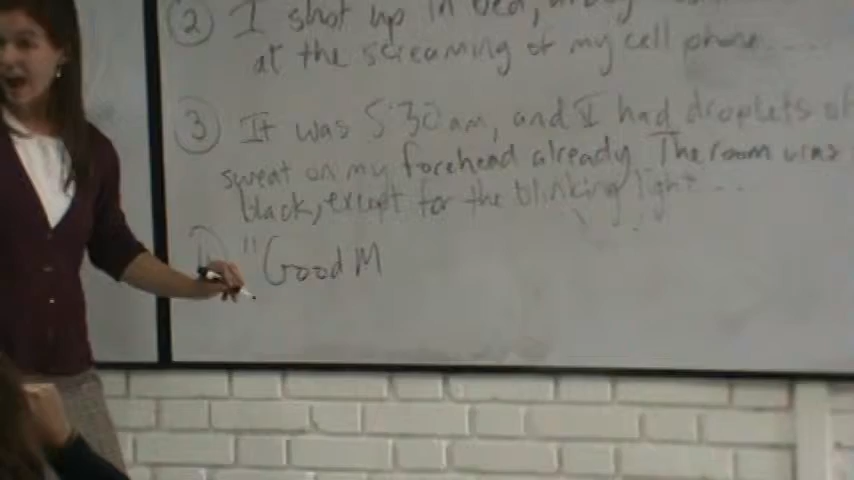 ② I shot up in bed,
at the screaming of my cell phone.....
③ It was 5:30 am, and I had droplets of
sweat on my forehead already. The room was
black, except for the blinking light...
"Good M